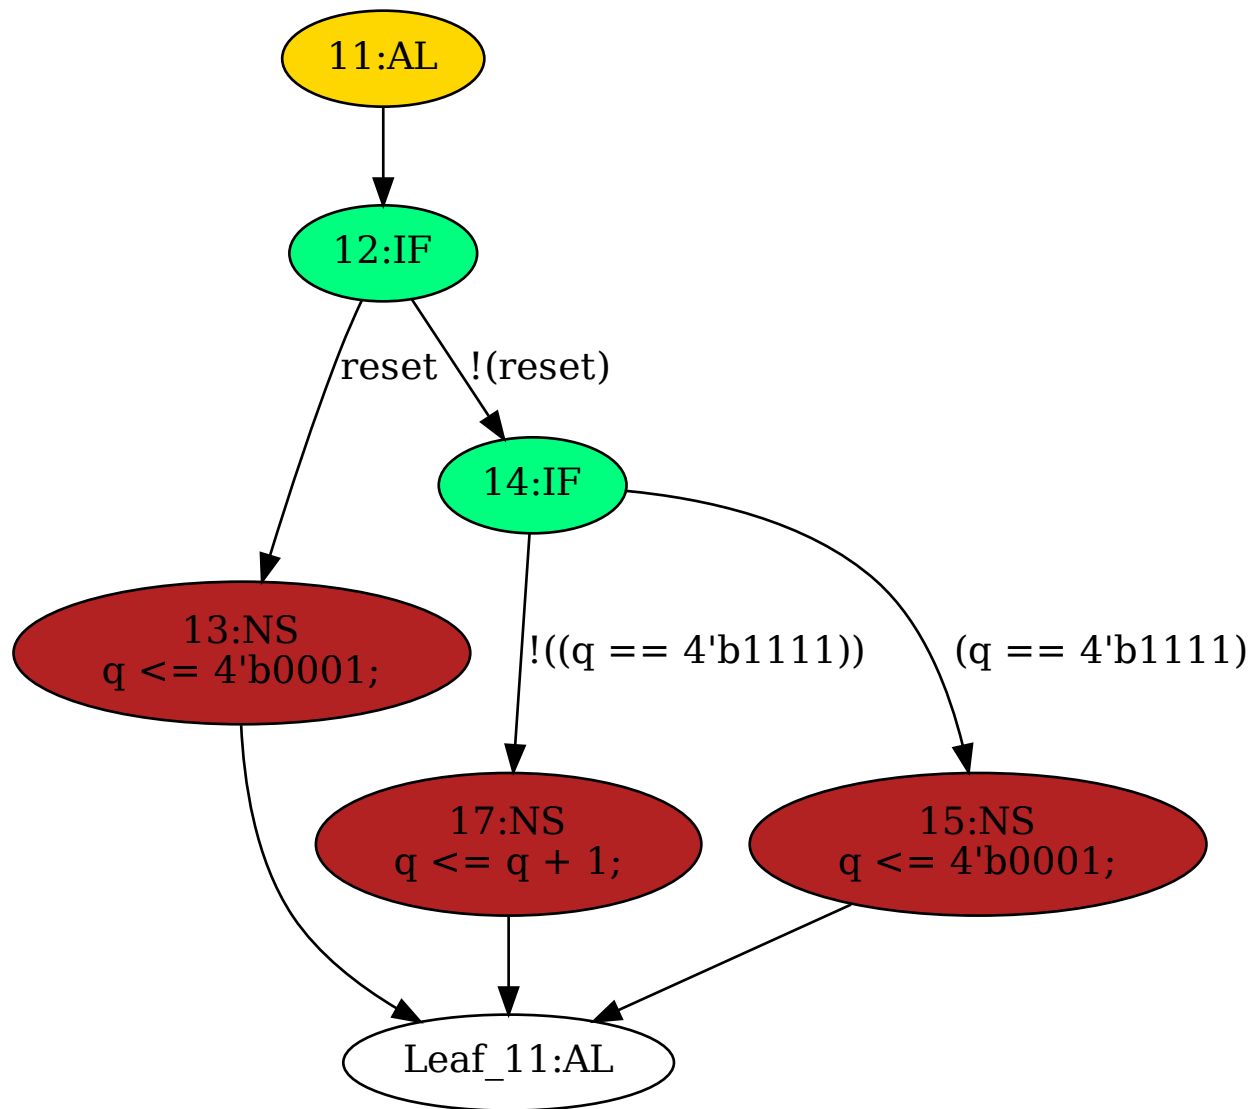 11:AL
12:IF
reset
!(reset)
14:IF
13:NS
q <= 4'b0001;
!((q == 4'b1111))
(q == 4'b1111)
17:NS
q <= q + 1;
15:NS
q <= 4'b0001;
Leaf_11:AL